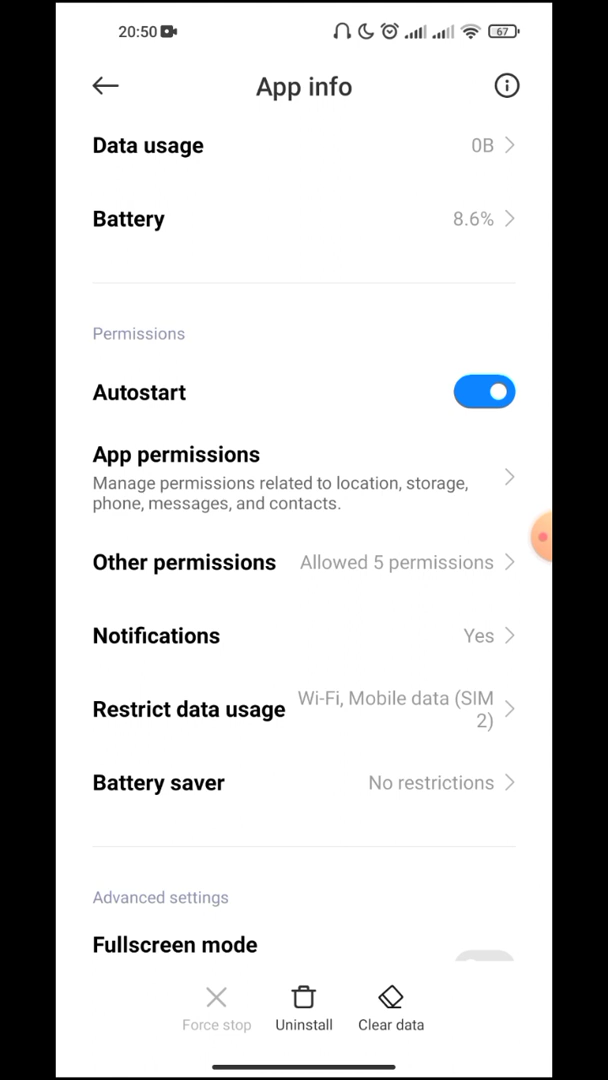 20:50
67
App info
Data usage 0B
Battery 8.6%
Permissions
Autostart
App permissions
Manage permissions related to location, storage,
phone, messages, and contacts.
Other permissions Allowed 5 permissions
Notifications Yes
Restrict data usage Wi-Fi, Mobile data (SIM
2)
Battery saver No restrictions
Advanced settings
Fullscreen mode
Force stop Uninstall Clear data